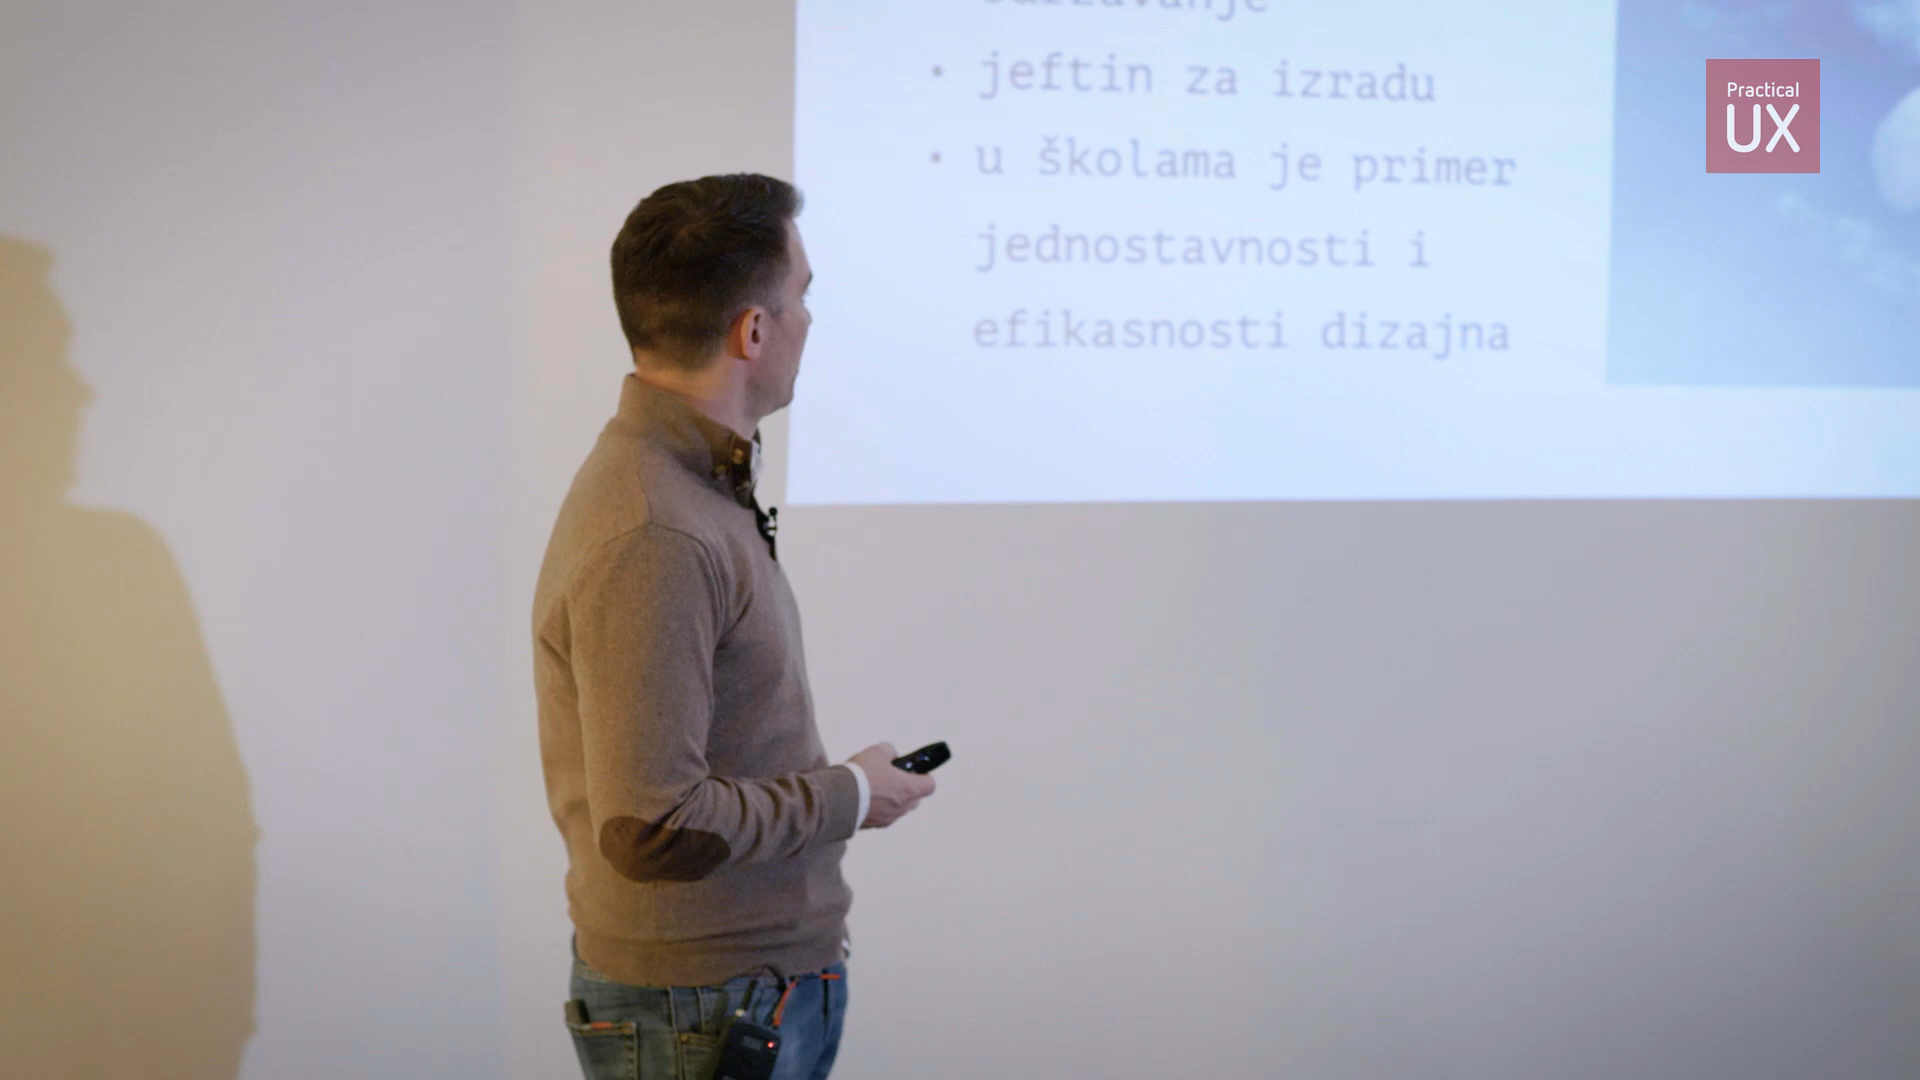 • jeftin za izradu
• u školama je primer
jednostavnosti i
efikasnosti dizajna
Practical
UX